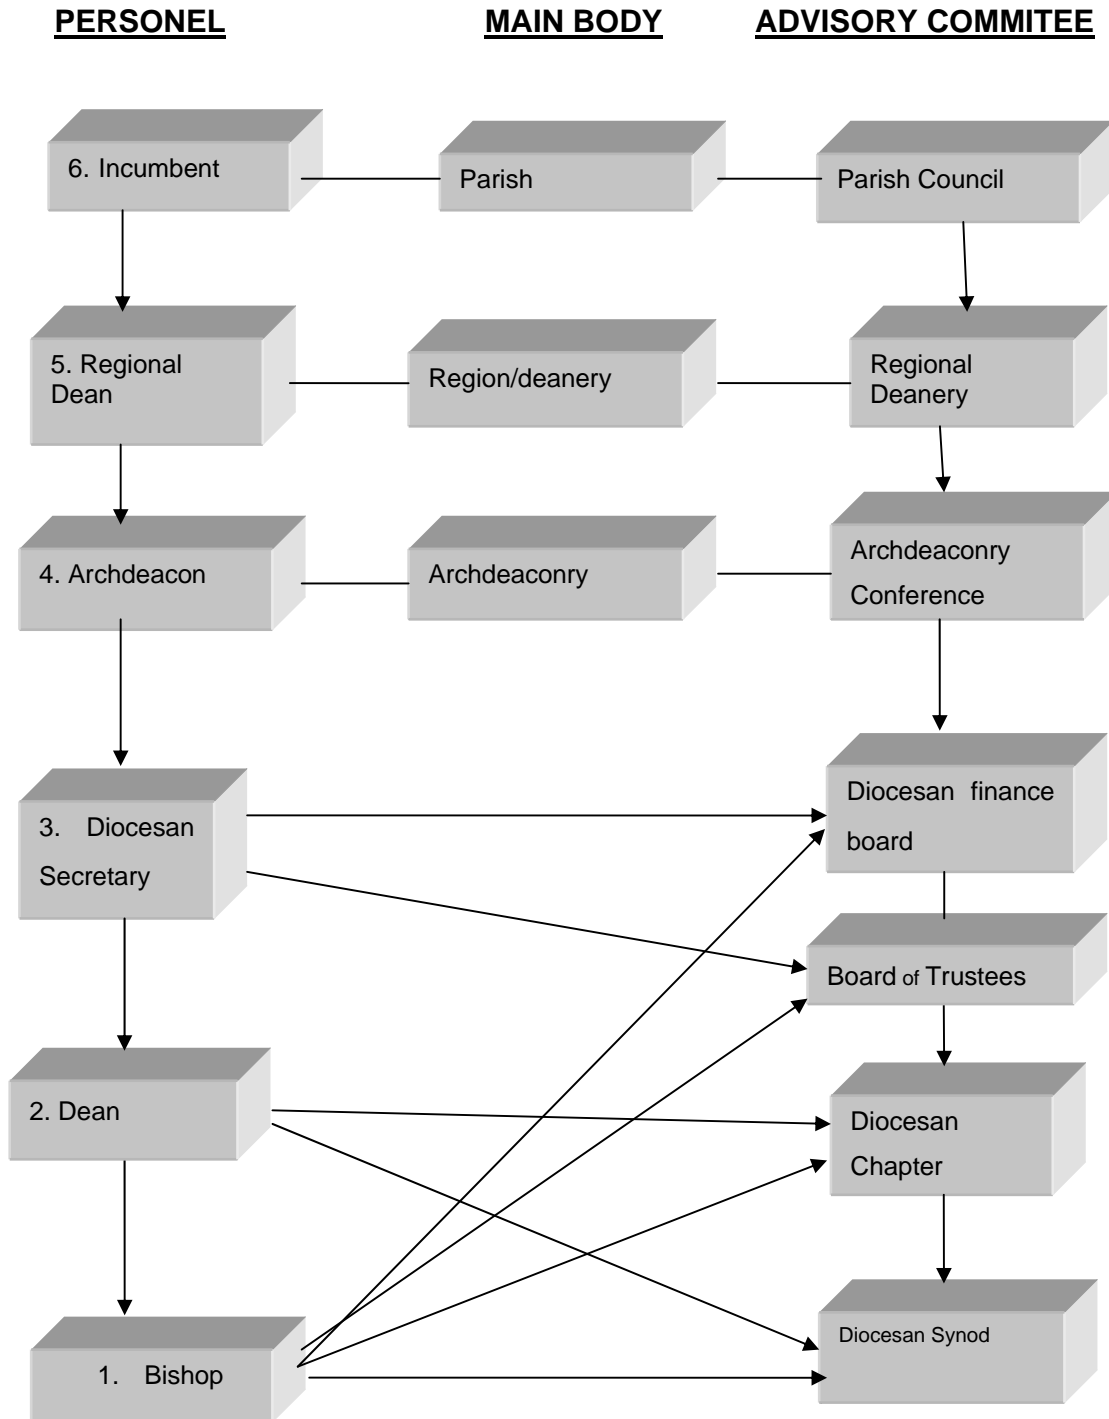 PERSONEL MAIN BODY ADVISORY COMMITEE
6. Incumbent
Parish
Parish Council
5. Regional
Dean
Region/deanery
Regional
Deanery
4. Archdeacon
Archdeaconry
Archdeaconry
Conference
3. Diocesan
Secretary
Diocesan finance
board
Board of Trustees
2. Dean
Diocesan
Chapter
1. Bishop
Diocesan Synod